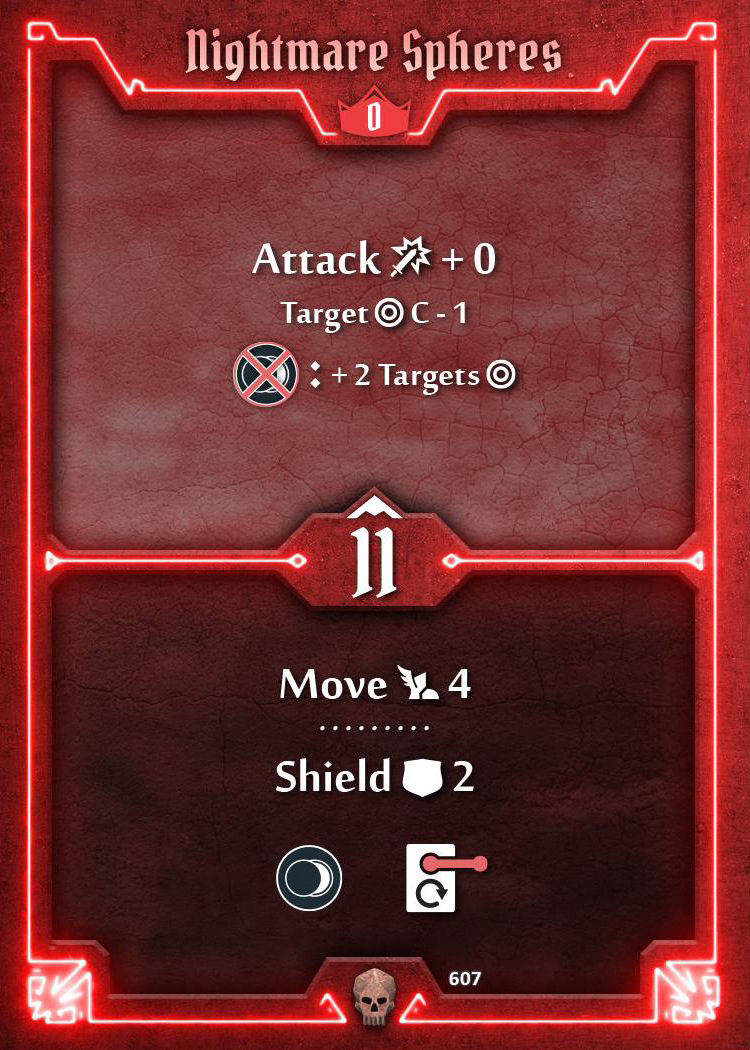 Nightmare Spheres
0
Attack + 0
Target C - 1
: + 2 Targets
11
Move 4
.........
Shield 2
607